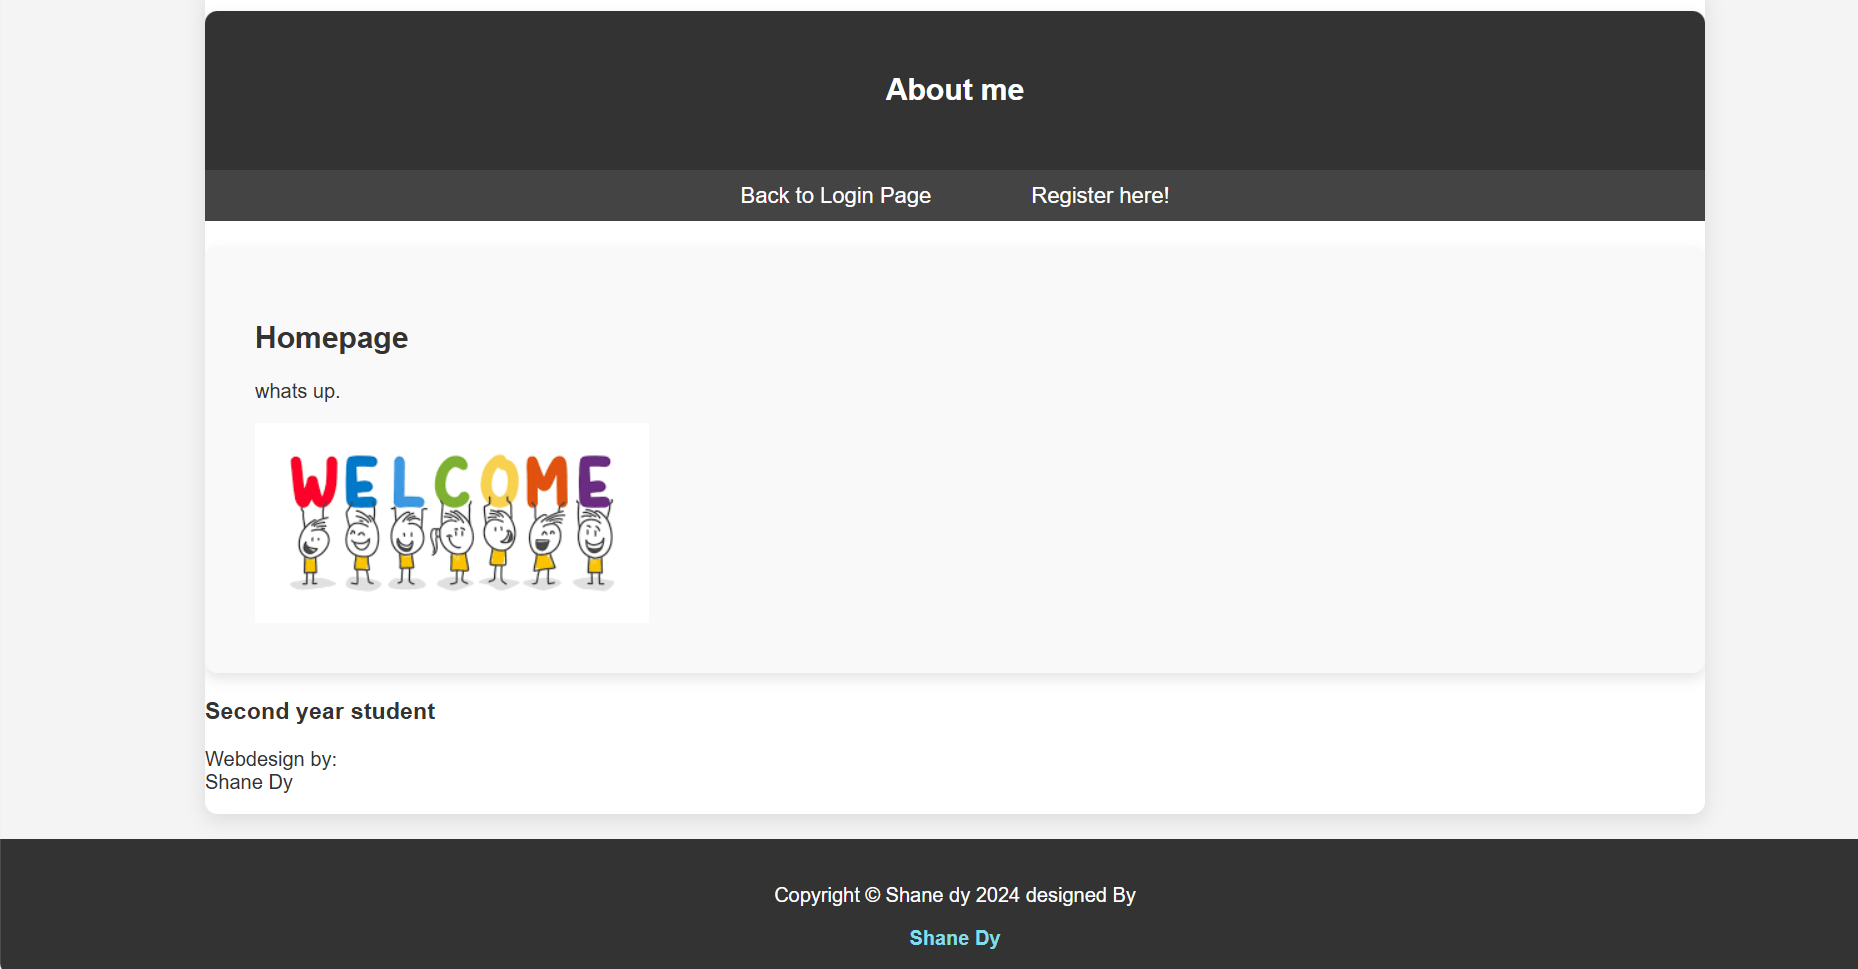 About me
Back to Login Page Register here!
Homepage
whats up.
WELCOME
Second year student
Webdesign by:
Shane Dy
Copyright © Shane dy 2024 designed By
Shane Dy